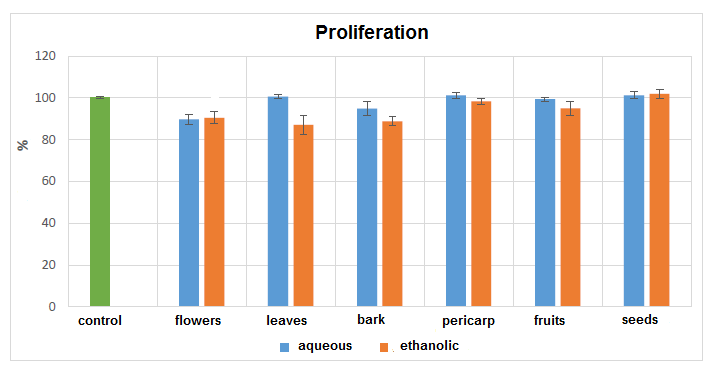 Proliferation
120
100
80
60
40
20
0
%
control flowers leaves bark pericarp fruits seeds
aqueous ethanolic